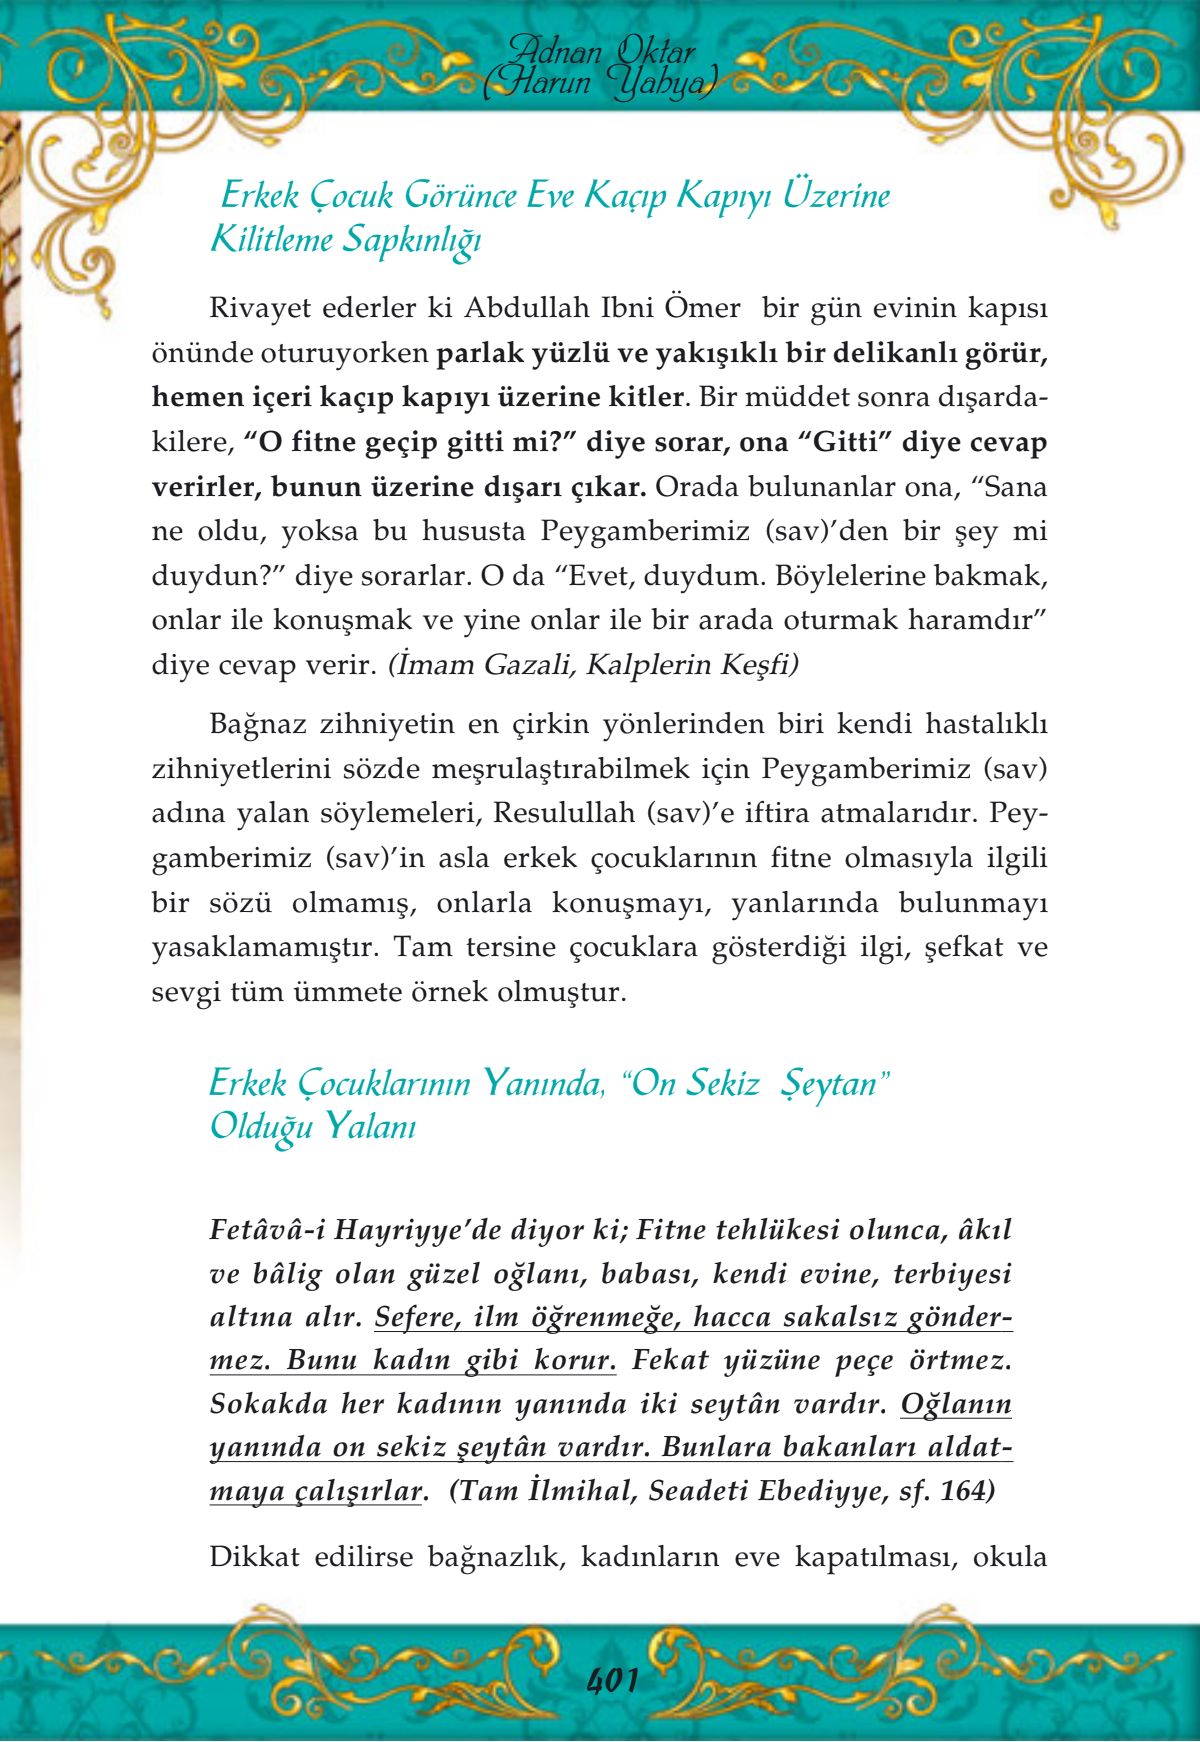 Adnan Oktar
(Harun Yahya)
Erkek Çocuk Görünce Eve Kaçıp Kapıyı Üzerine
Kilitleme Sapkınlığı
Rivayet ederler ki Abdullah Ibni Ömer bir gün evinin kapısı
önünde oturuyorken parlak yüzlü ve yakışıklı bir delikanlı görür,
hemen içeri kaçıp kapıyı üzerine kitler. Bir müddet sonra dışarda-
kilere, “O fitne geçip gitti mi?” diye sorar, ona “Gitti” diye cevap
verirler, bunun üzerine dışarı çıkar. Orada bulunanlar ona, “Sana
ne oldu, yoksa bu hususta Peygamberimiz (sav)’den bir şey mi
duydun?” diye sorarlar. O da “Evet, duydum. Böylelerine bakmak,
onlar ile konuşmak ve yine onlar ile bir arada oturmak haramdır”
diye cevap verir. (İmam Gazali, Kalplerin Keşfi)
Bağnaz zihniyetin en çirkin yönlerinden biri kendi hastalıklı
zihniyetlerini sözde meşrulaştırabilmek için Peygamberimiz (sav)
adına yalan söylemeleri, Resulullah (sav)’e iftira atmalarıdır. Pey-
gamberimiz (sav)’in asla erkek çocuklarının fitne olmasıyla ilgili
bir sözü olmamış, onlarla konuşmayı, yanlarında bulunmayı
yasaklamamıştır. Tam tersine çocuklara gösterdiği ilgi, şefkat ve
sevgi tüm ümmete örnek olmuştur.
Erkek Çocuklarının Yanında, “On Sekiz Şeytan”
Olduğu Yalanı
Fetâvâ-i Hayriyye’de diyor ki; Fitne tehlükesi olunca, âkıl
ve bâlig olan güzel oğlanı, babası, kendi evine, terbiyesi
altına alır. Sefere, ilm öğrenmeğe, hacca sakalsız gönder-
mez. Bunu kadın gibi korur. Fekat yüzüne peçe örtmez.
Sokakda her kadının yanında iki seytân vardır. Oğlanın
yanında on sekiz şeytân vardır. Bunlara bakanları aldat-
maya çalışırlar. (Tam İlmihal, Seadeti Ebediyye, sf. 164)
Dikkat edilirse bağnazlık, kadınların eve kapatılması, okula
401